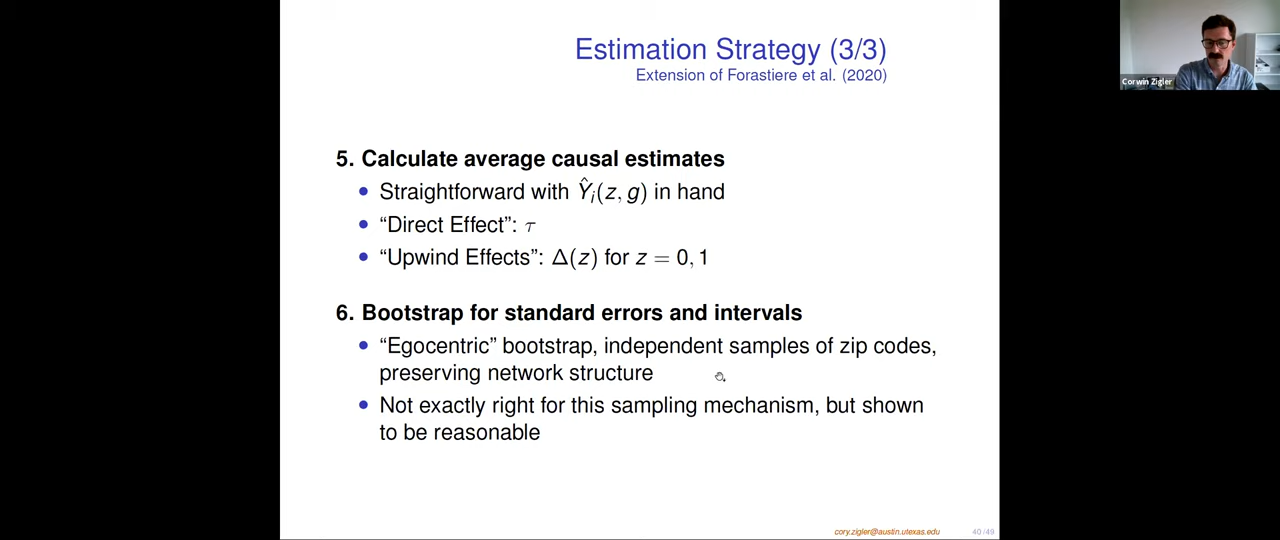 Estimation Strategy (3/3)
Extension of Forastiere et al. (2020)
Corwin Zigler
5. Calculate average causal estimates
• Straightforward with Ŷᵢ(z, g) in hand
• “Direct Effect”: τ
• “Upwind Effects”: Δ(z) for z = 0, 1
6. Bootstrap for standard errors and intervals
• “Egocentric” bootstrap, independent samples of zip codes,
preserving network structure
• Not exactly right for this sampling mechanism, but shown
to be reasonable
cory.zigler@austin.utexas.edu
40/49